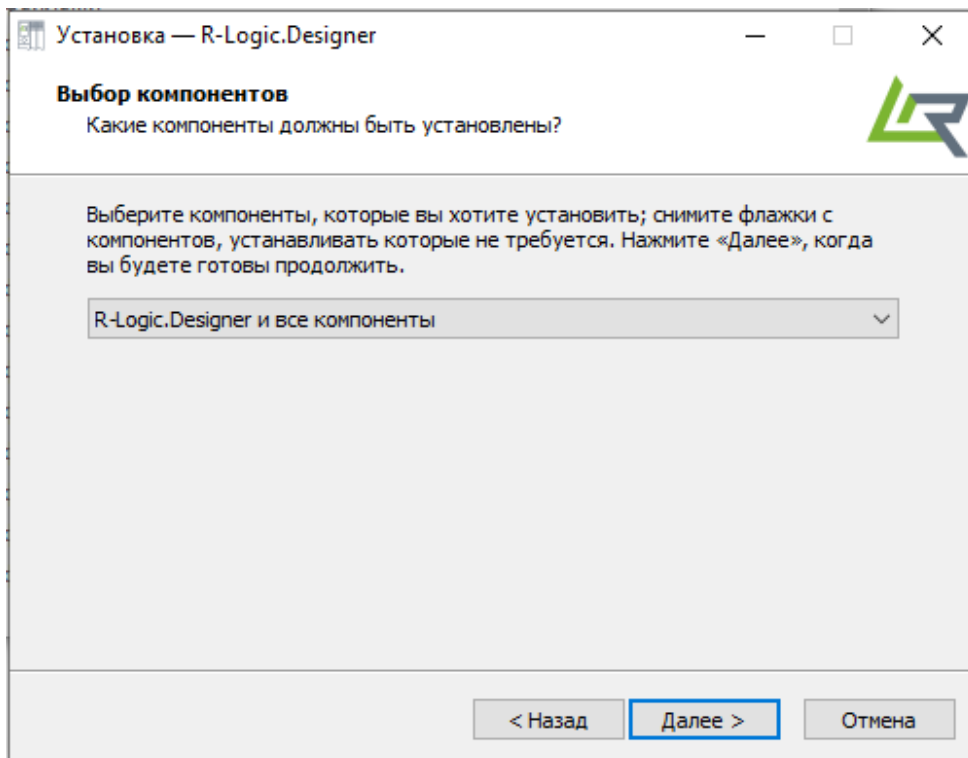 Установка — R-Logic.Designer
Выбор компонентов
Какие компоненты должны быть установлены?
Выберите компоненты, которые вы хотите установить; снимите флажки с
компонентов, устанавливать которые не требуется. Нажмите «Далее», когда
вы будете готовы продолжить.
R-Logic.Designer и все компоненты
< Назад
Далее >
Отмена